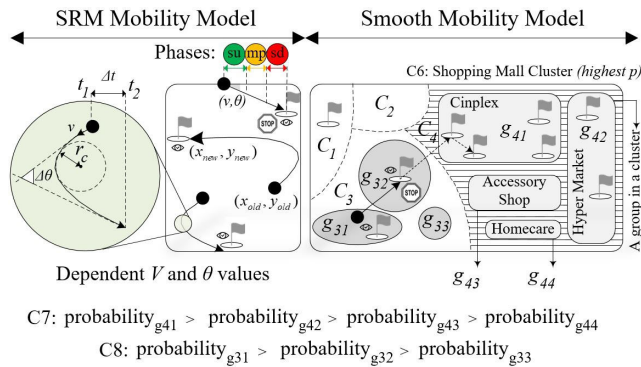 SRM Mobility Model
Smooth Mobility Model
Phases: su mp sd
C6: Shopping Mall Cluster (highest p)
Δt
t1 t2
v
rc
Δθ
(v,θ)
STOP
(xnew, ynew)
(xold, yold)
Dependent V and θ values
C1
C2
C3
C4
g31
g32
g33
STOP
Cinplex
g41
g42
Hyper Market
Accessory
Shop
Homecare
g43
g44
A group in a cluster
C7: probabilityg41 > probabilityg42 > probabilityg43 > probabilityg44
C8: probabilityg31 > probabilityg32 > probabilityg33